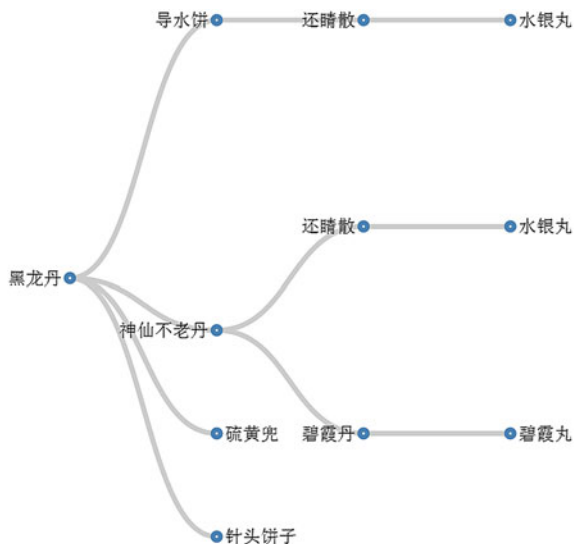 导水饼 还睛散 水银丸
还睛散 水银丸
黑龙丹
神仙不老丹
硫黄兜 碧霞丹 碧霞丸
针头饼子